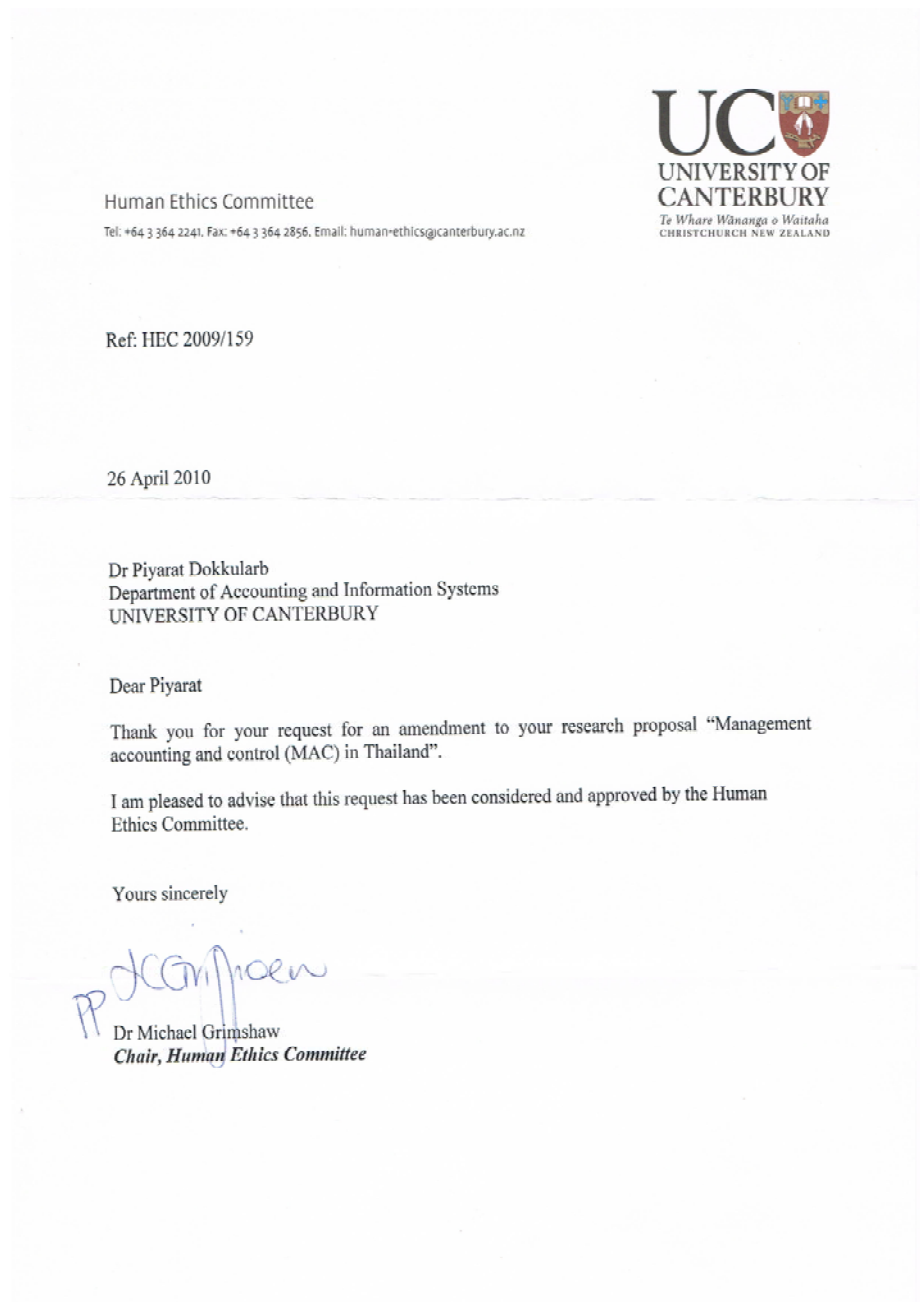 UC
UNIVERSITY OF
CANTERBURY
Te Whare Wānanga o Waitaha
CHRISTCHURCH NEW ZEALAND
Human Ethics Committee
Tel: +64 3 364 2241, Fax: +64 3 364 2856, Email: human-ethics@canterbury.ac.nz
Ref: HEC 2009/159
26 April 2010
Dr Piyarat Dokkularb
Department of Accounting and Information Systems
UNIVERSITY OF CANTERBURY
Dear Piyarat
Thank you for your request for an amendment to your research proposal “Management
accounting and control (MAC) in Thailand”.
I am pleased to advise that this request has been considered and approved by the Human
Ethics Committee.
Yours sincerely
pp
Dr Michael Grimshaw
Chair, Human Ethics Committee